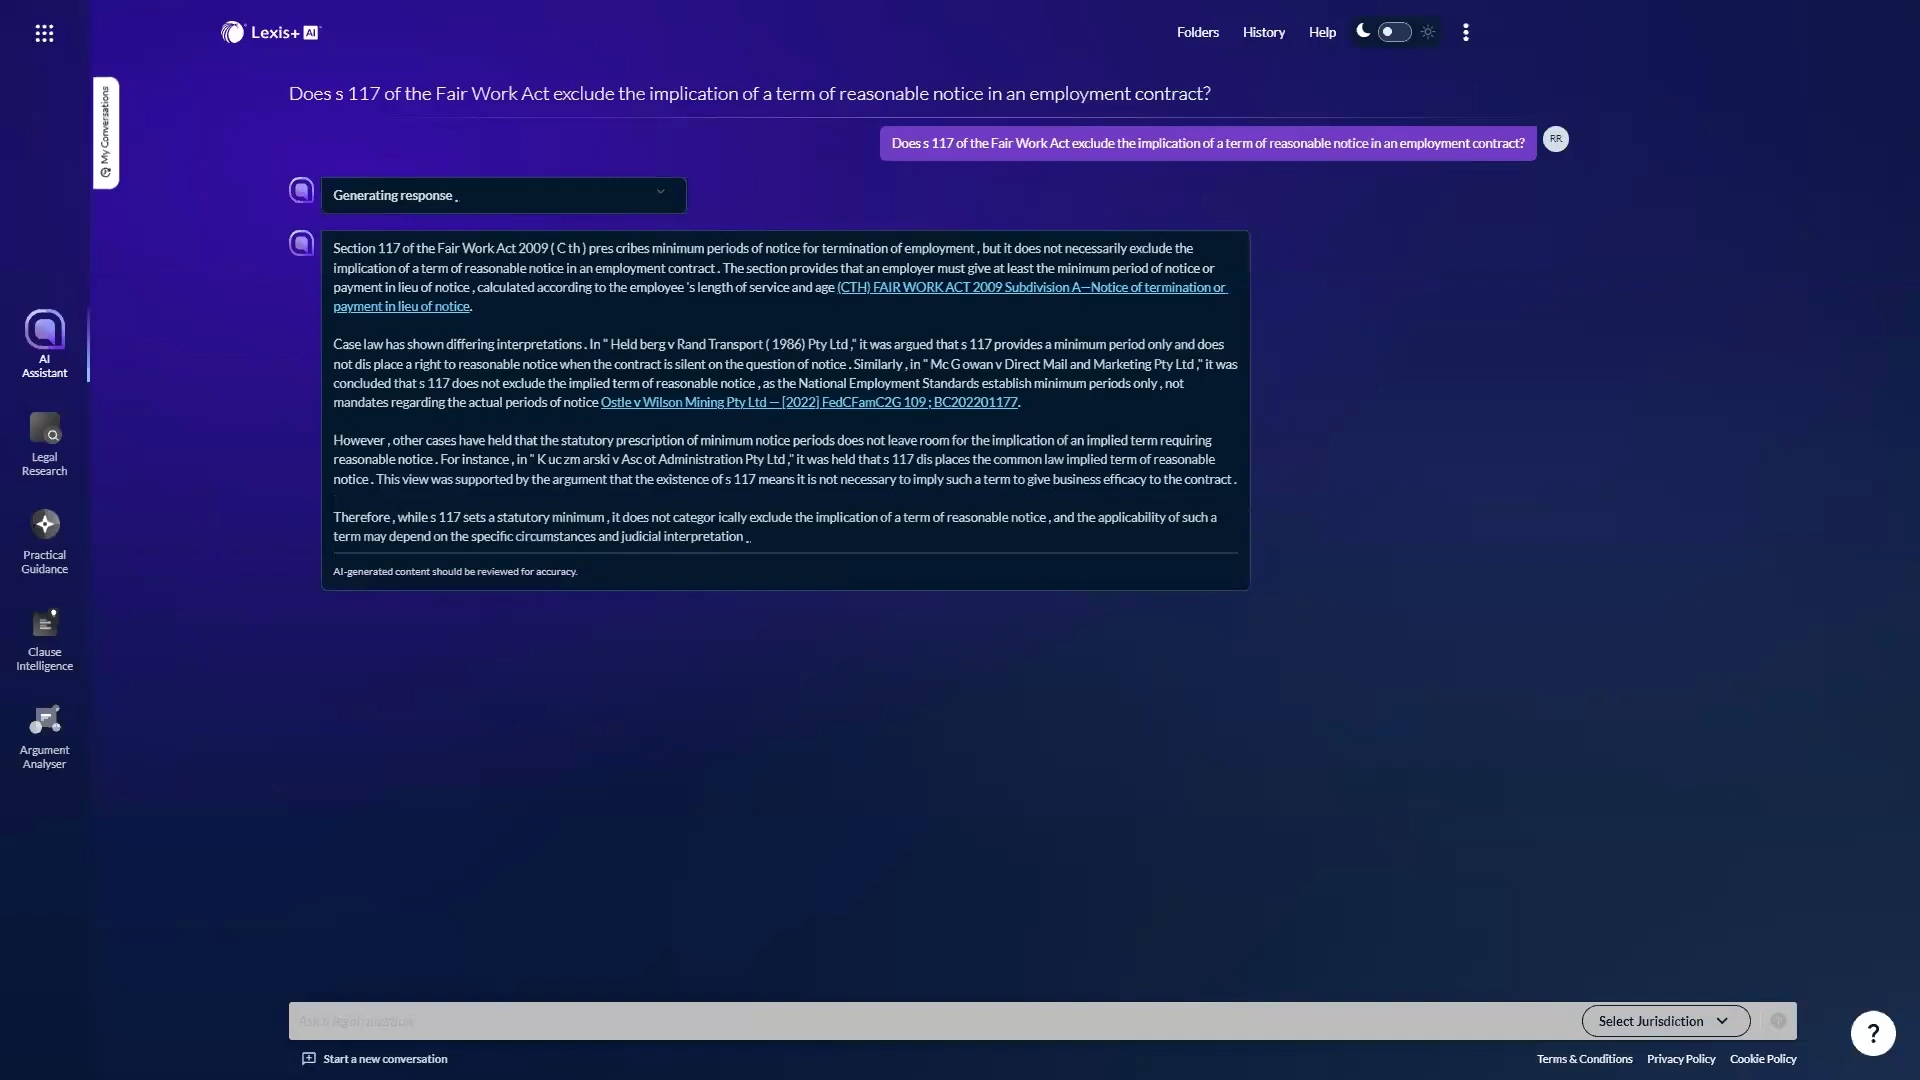 Lexis+ AI
Folders
History
Help
My Conversations
Does s 117 of the Fair Work Act exclude the implication of a term of reasonable notice in an employment contract?
Does s 117 of the Fair Work Act exclude the implication of a term of reasonable notice in an employment contract?
RR
Generating response .
Section 117 of the Fair Work Act 2009 ( C th ) pres cribes minimum periods of notice for termination of employment , but it does not necessarily exclude the
implication of a term of reasonable notice in an employment contract . The section provides that an employer must give at least the minimum period of notice or
payment in lieu of notice , calculated according to the employee 's length of service and age (CTH) FAIR WORK ACT 2009 Subdivision A—Notice of termination or
payment in lieu of notice.
Case law has shown differing interpretations . In " Held berg v Rand Transport ( 1986) Pty Ltd ," it was argued that s 117 provides a minimum period only and does
not dis place a right to reasonable notice when the contract is silent on the question of notice . Similarly , in " Mc G owan v Direct Mail and Marketing Pty Ltd ," it was
concluded that s 117 does not exclude the implied term of reasonable notice , as the National Employment Standards establish minimum periods only , not
mandates regarding the actual periods of notice Ostle v Wilson Mining Pty Ltd — [2022] FedCFamC2G 109 ; BC202201177.
However , other cases have held that the statutory prescription of minimum notice periods does not leave room for the implication of an implied term requiring
reasonable notice . For instance , in " K uc zm arski v Asc ot Administration Pty Ltd ," it was held that s 117 dis places the common law implied term of reasonable
notice . This view was supported by the argument that the existence of s 117 means it is not necessary to imply such a term to give business efficacy to the contract .
Therefore , while s 117 sets a statutory minimum , it does not categor ically exclude the implication of a term of reasonable notice , and the applicability of such a
term may depend on the specific circumstances and judicial interpretation .
AI-generated content should be reviewed for accuracy.
AI
Assistant
Legal
Research
Practical
Guidance
Clause
Intelligence
Argument
Analyser
Ask a legal question
Select Jurisdiction
?
Start a new conversation
Terms & Conditions
Privacy Policy
Cookie Policy